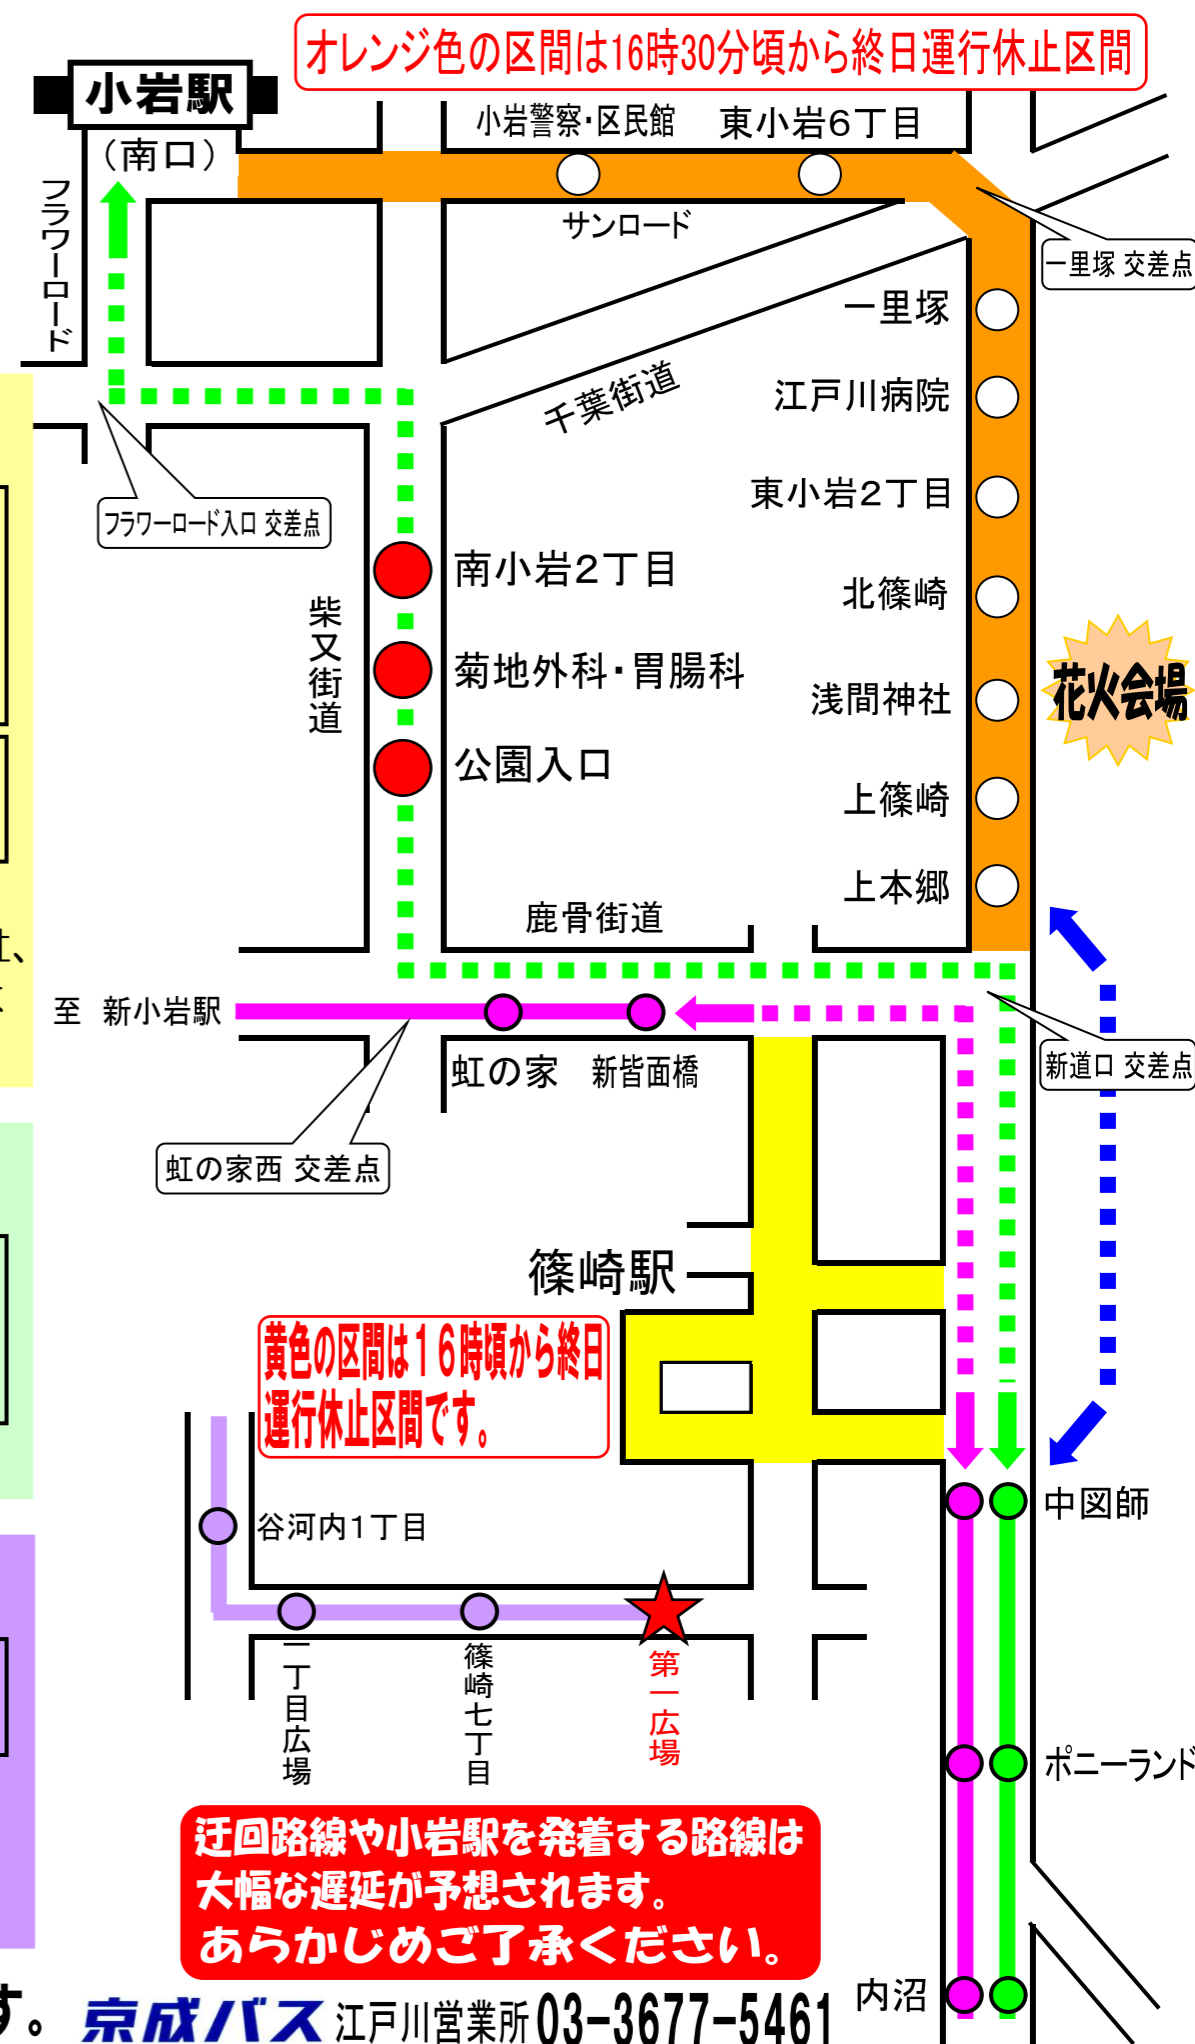 オレンジ色の区間は16時30分頃から終日運行休止区間
小岩駅
（南口）
小岩警察･区民館
東小岩6丁目
フラワーロード
サンロード
一里塚 交差点
一里塚
千葉街道
江戸川病院
東小岩2丁目
フラワーロード入口 交差点
南小岩2丁目
柴又街道
北篠崎
菊地外科･胃腸科
浅間神社
花火会場
公園入口
上篠崎
上本郷
鹿骨街道
至 新小岩駅
虹の家
新皆面橋
新道口 交差点
虹の家西 交差点
篠崎駅
黄色の区間は１６時頃から終日
運行休止区間です。
中図師
谷河内1丁目
一丁目広場
篠崎七丁目
第一広場
ポニーランド
迂回路線や小岩駅を発着する路線は
大幅な遅延が予想されます。
あらかじめご了承ください。
内沼
す。
京成バス 江戸川営業所 03-3677-5461